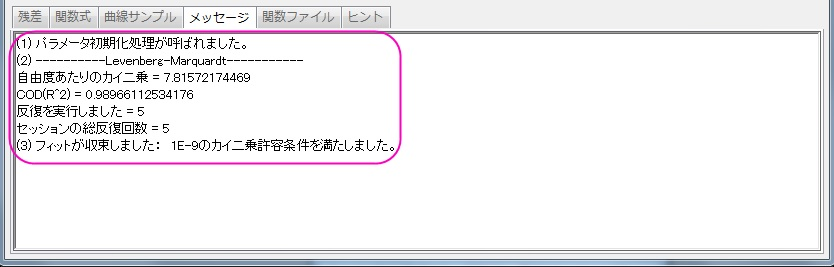 残差 関数式 曲線サンプル メッセージ 関数ファイル ヒント
(1) パラメータ初期化処理が呼ばれました。
(2) ----------Levenberg-Marquardt-----------
自由度あたりのカイ二乗 = 7.81572174469
COD(R^2) = 0.98966112534176
反復を実行しました = 5
セッションの総反復回数 = 5
(3) フィットが収束しました： 1E-9のカイ二乗許容条件を満たしました。